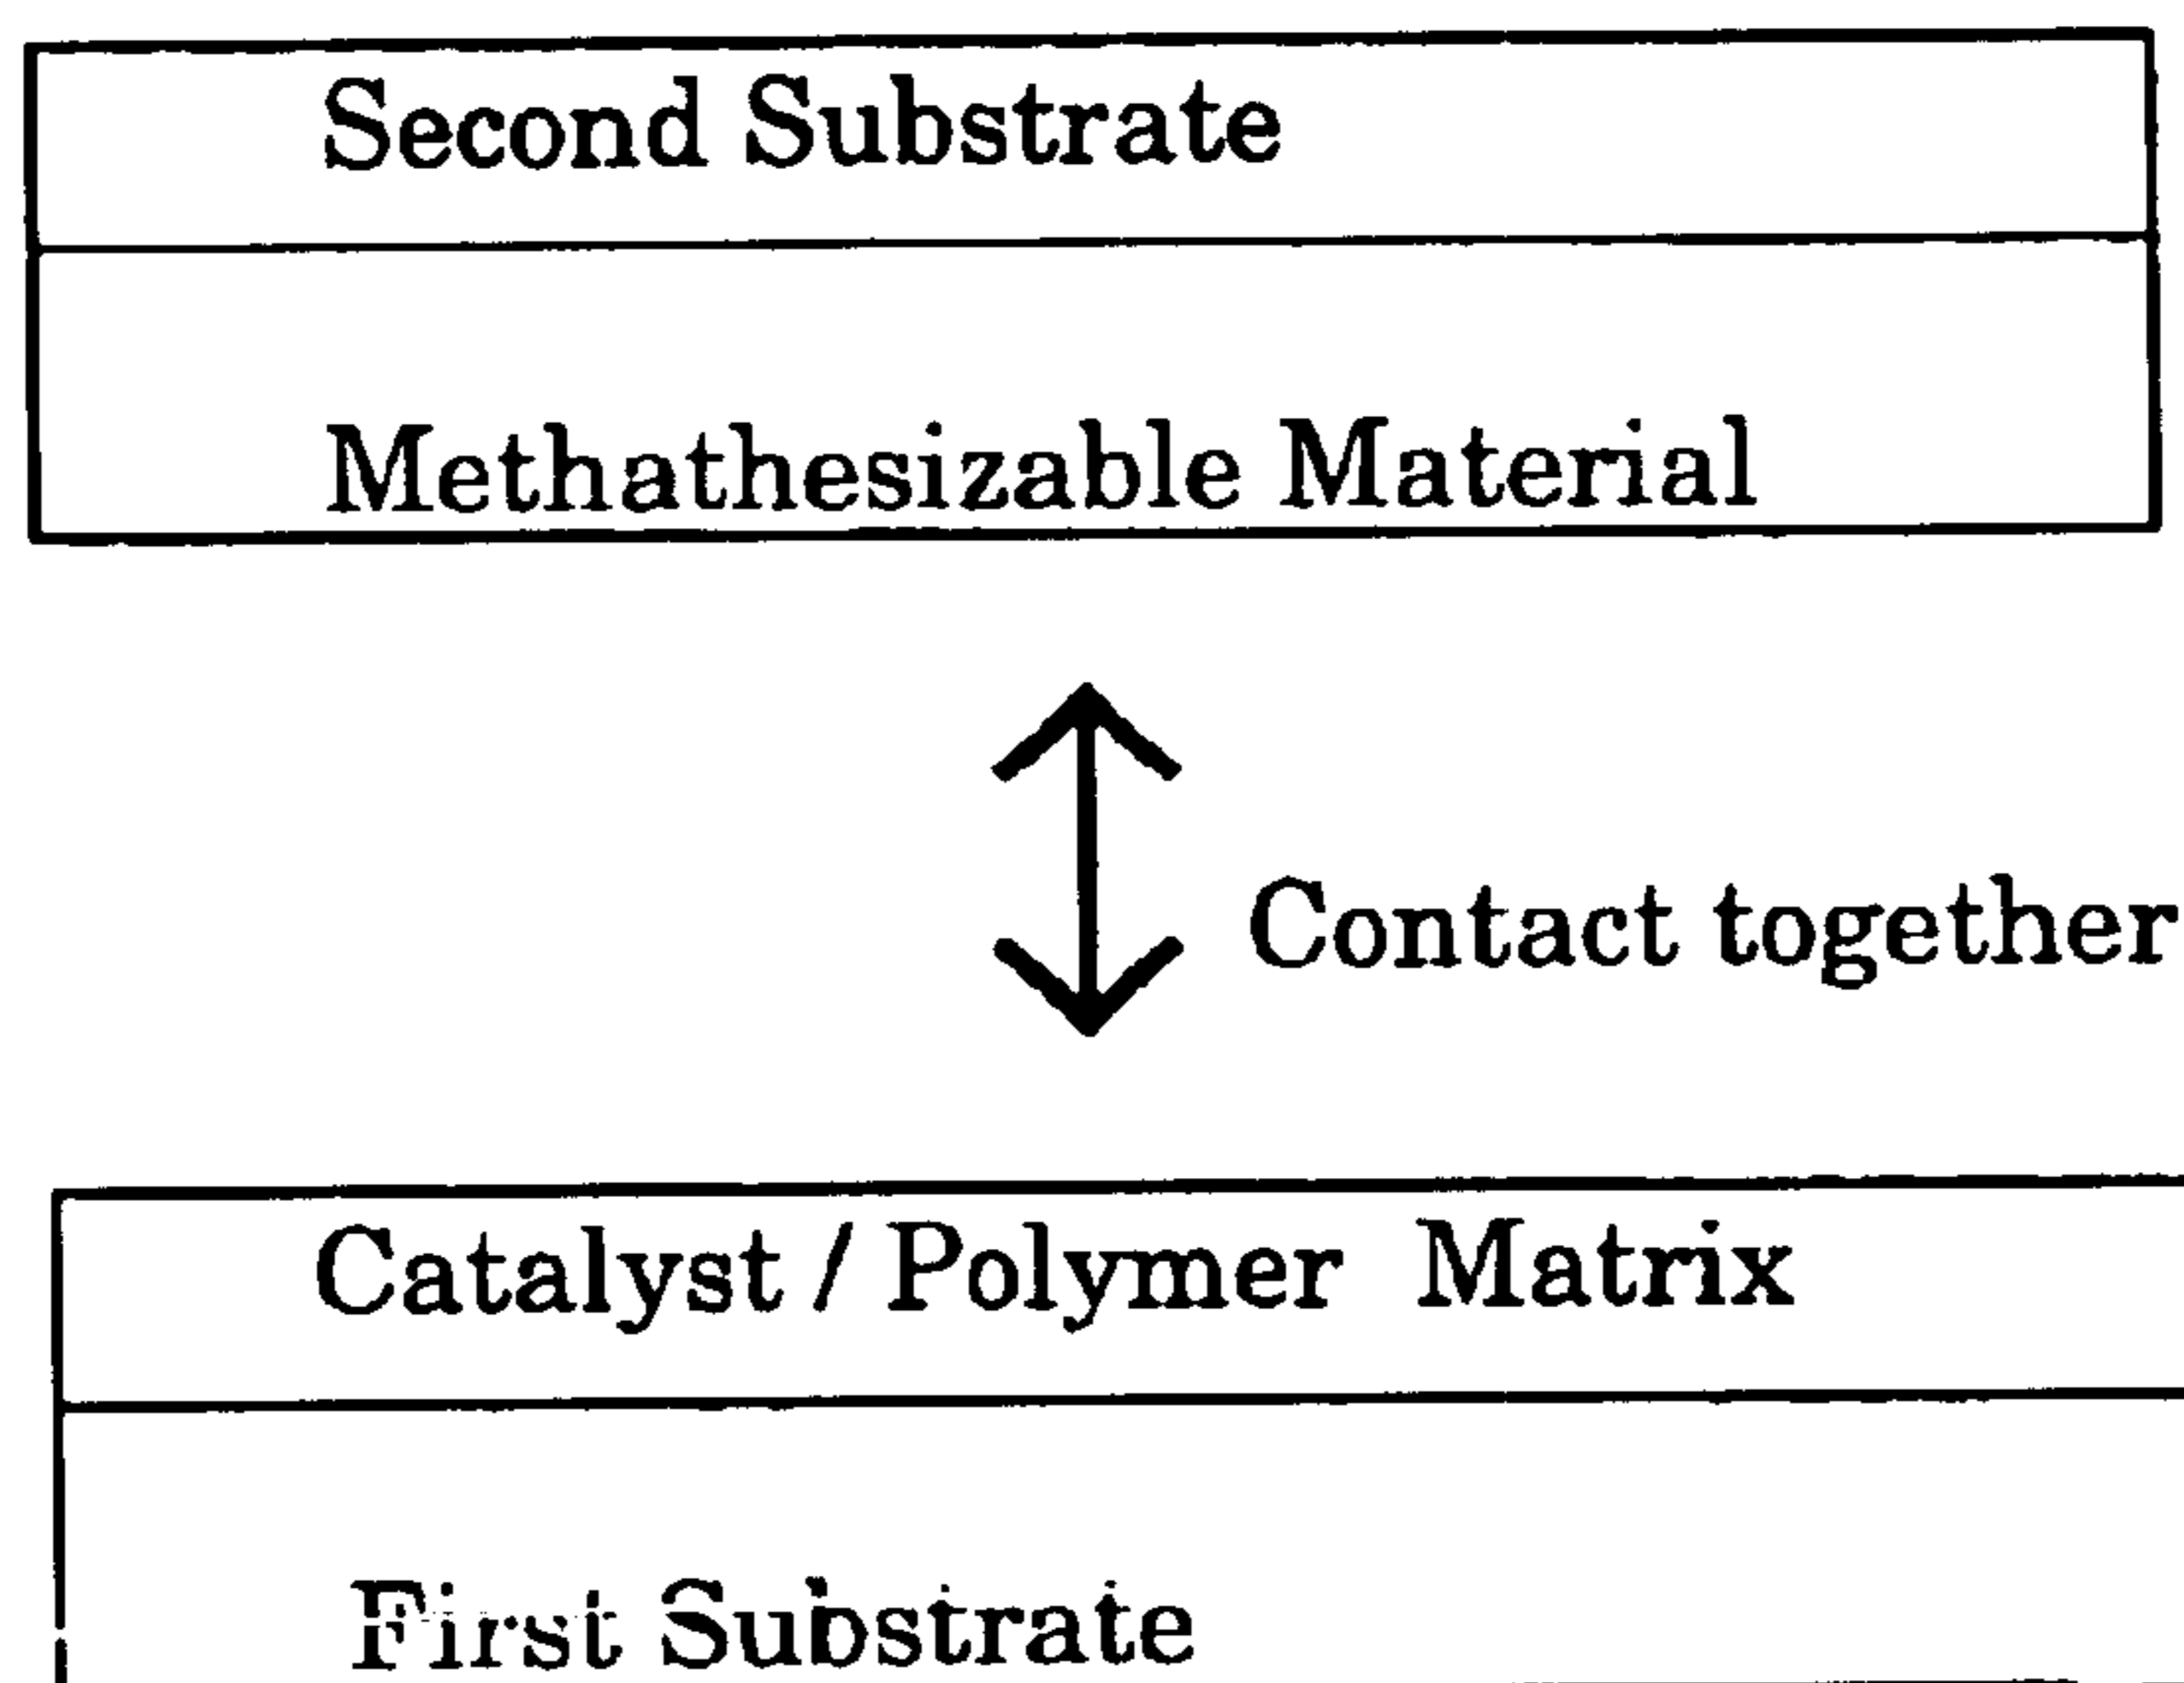 Second Substrate
Methathesizable Material
Contact together
Catalyst / Polymer Matrix
First Substrate